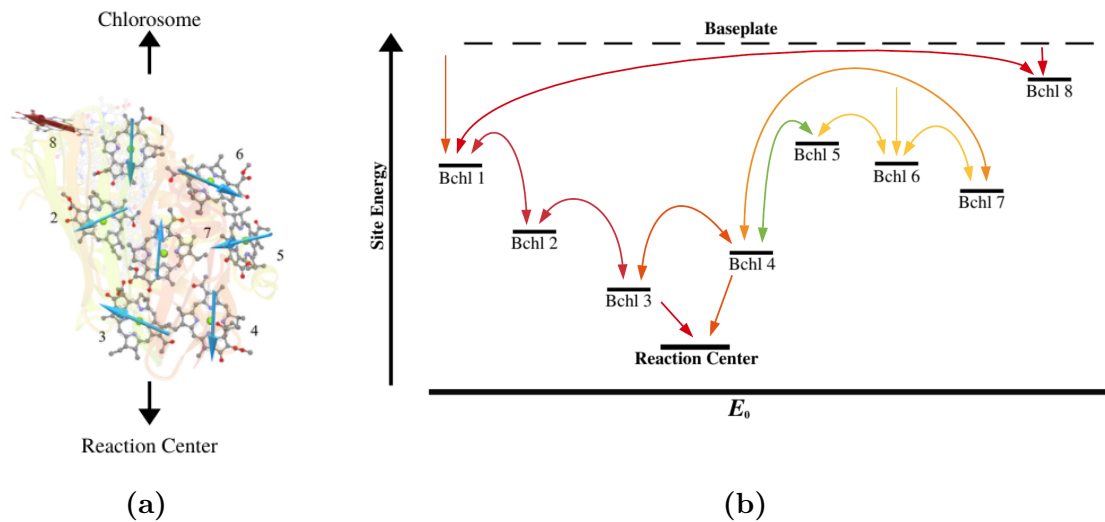 Chlorosome
1
8
6
2
7
5
3
4
Reaction Center
(a)
Site Energy
Baseplate
Bchl 8
Bchl 5
Bchl 6
Bchl 1
Bchl 7
Bchl 2
Bchl 4
Bchl 3
Reaction Center
E₀
(b)